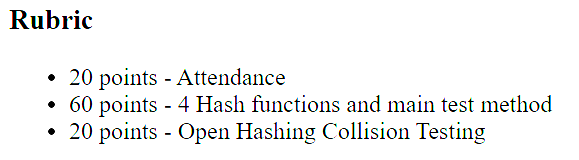 Rubric
• 20 points - Attendance
• 60 points - 4 Hash functions and main test method
• 20 points - Open Hashing Collision Testing